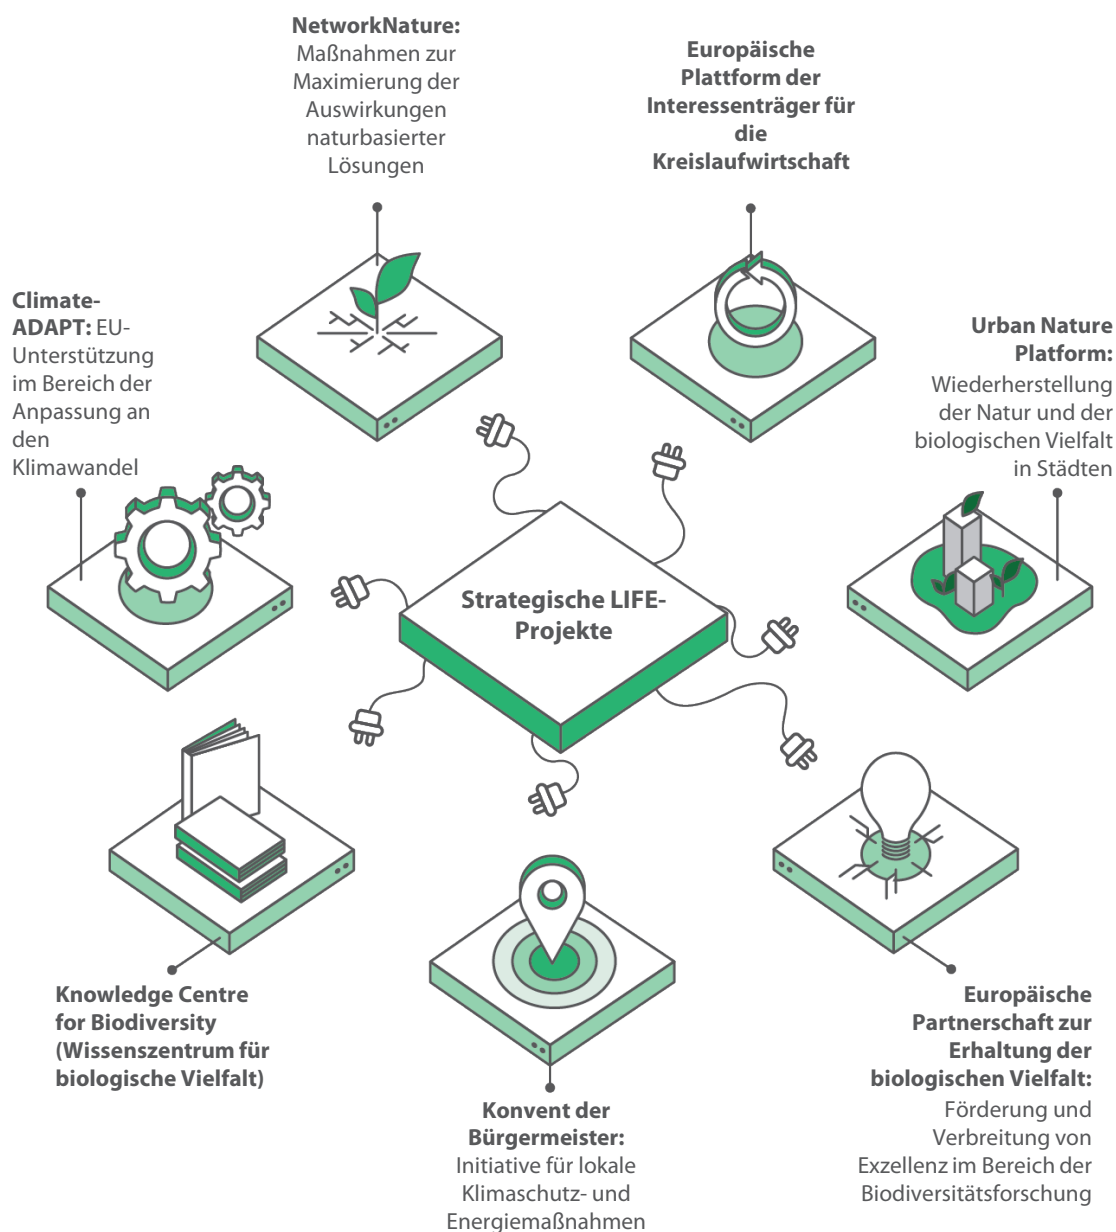 NetworkNature:
Maßnahmen zur
Maximierung der
Auswirkungen
naturbasierter
Lösungen
Europäische
Plattform der
Interessenträger für
die
Kreislaufwirtschaft
Climate-
ADAPT: EU-
Unterstützung
im Bereich der
Anpassung an
den
Klimawandel
Urban Nature
Platform:
Wiederherstellung
der Natur und der
biologischen Vielfalt
in Städten
Strategische LIFE-
Projekte
Knowledge Centre
for Biodiversity
(Wissenszentrum für
biologische Vielfalt)
Konvent der
Bürgermeister:
Initiative für lokale
Klimaschutz- und
Energiemaßnahmen
Europäische
Partnerschaft zur
Erhaltung der
biologischen Vielfalt:
Förderung und
Verbreitung von
Exzellenz im Bereich der
Biodiversitätsforschung